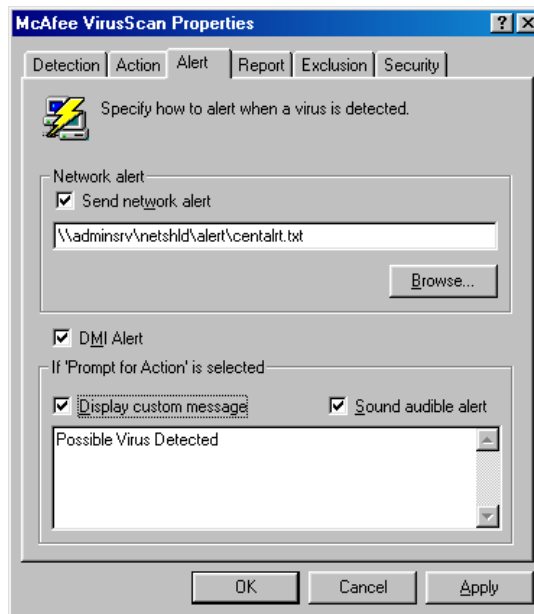 McAfee VirusScan Properties
Detection Action Alert Report Exclusion Security
Specify how to alert when a virus is detected.
Network alert
Send network alert
\\adminsrv\netshld\alert\centalrt.txt
Browse...
DMI Alert
If 'Prompt for Action' is selected
Display custom message Sound audible alert
Possible Virus Detected
OK Cancel Apply